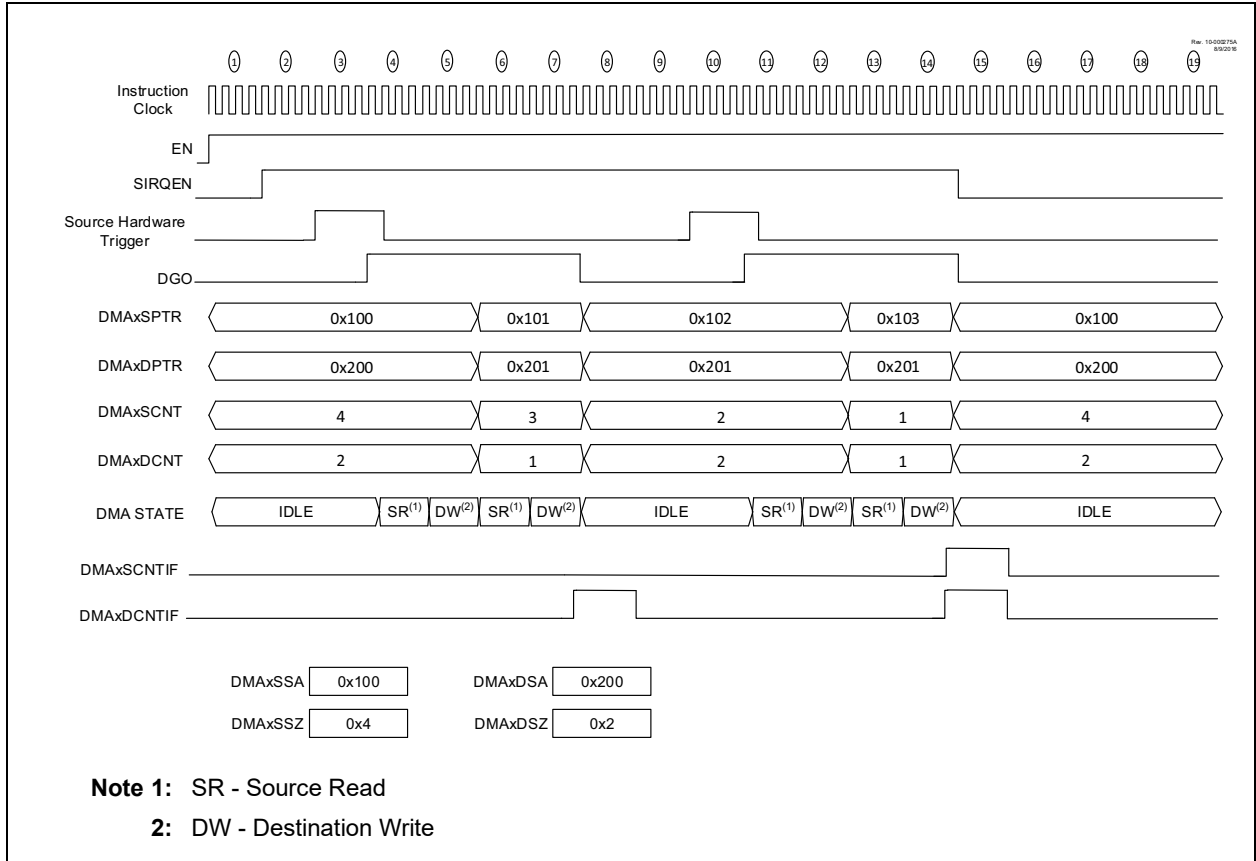 Rev. 10-000275A
8/9/2016
1 2 3 4 5 6 7 8 9 10 11 12 13 14 15 16 17 18 19
Instruction
Clock
EN
SIRQEN
Source Hardware
Trigger
DGO
DMAxSPTR 0x100 0x101 0x102 0x103 0x100
DMAxDPTR 0x200 0x201 0x201 0x201 0x200
DMAxSCNT 4 3 2 1 4
DMAxDCNT 2 1 2 1 2
DMA STATE IDLE SR(1) DW(2) SR(1) DW(2) IDLE SR(1) DW(2) SR(1) DW(2) IDLE
DMAxSCNTIF
DMAxDCNTIF
DMAxSSA 0x100 DMAxDSA 0x200
DMAxSSZ 0x4 DMAxDSZ 0x2
Note 1: SR - Source Read
2: DW - Destination Write